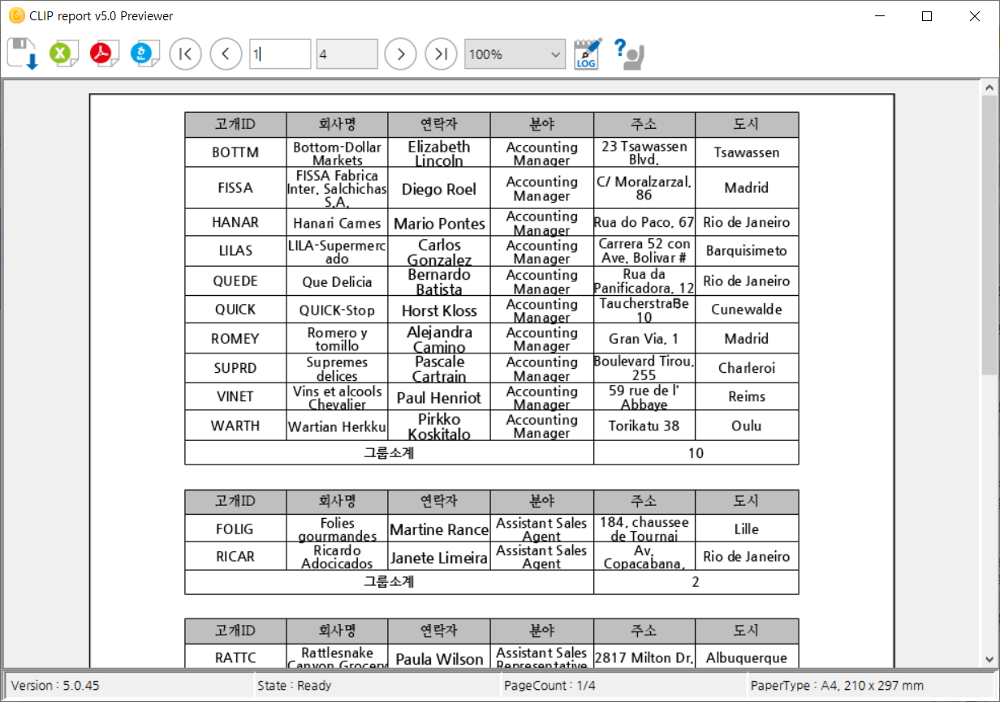 CLIP report v5.0 Previewer
1 4 100% LOG
고개ID 회사명 연락자 분야 주소 도시
BOTTM Bottom-Dollar Markets Elizabeth Lincoln Accounting Manager 23 Tsawassen Blvd. Tsawassen
FISSA FISSA Fabrica Inter. Salchichas S.A. Diego Roel Accounting Manager C/ Moralzarzal, 86 Madrid
HANAR Hanari Carnes Mario Pontes Accounting Manager Rua do Paco, 67 Rio de Janeiro
LILAS LILA-Supermercado Carlos Gonzalez Accounting Manager Carrera 52 con Ave. Bolivar # Barquisimeto
QUEDE Que Delicia Bernardo Batista Accounting Manager Rua da Panificadora, 12 Rio de Janeiro
QUICK QUICK-Stop Horst Kloss Accounting Manager TaucherstraBe 10 Cunewalde
ROMEY Romero y tomillo Alejandra Camino Accounting Manager Gran Via, 1 Madrid
SUPRD Supremes delices Pascale Cartrain Accounting Manager Boulevard Tirou, 255 Charleroi
VINET Vins et alcools Chevalier Paul Henriot Accounting Manager 59 rue de l' Abbaye Reims
WARTH Wartian Herkku Pirkko Koskitalo Accounting Manager Torikatu 38 Oulu
그룹소계 10
고개ID 회사명 연락자 분야 주소 도시
FOLIG Folies gourmandes Martine Rance Assistant Sales Agent 184, chaussee de Tournai Lille
RICAR Ricardo Adocicados Janete Limeira Assistant Sales Agent Av. Copacabana, Rio de Janeiro
그룹소계 2
고개ID 회사명 연락자 분야 주소 도시
RATTC Rattlesnake Canyon Grocery Paula Wilson Assistant Sales Representative 2817 Milton Dr. Albuquerque
Version : 5.0.45 State : Ready PageCount : 1/4 PaperType : A4, 210 x 297 mm